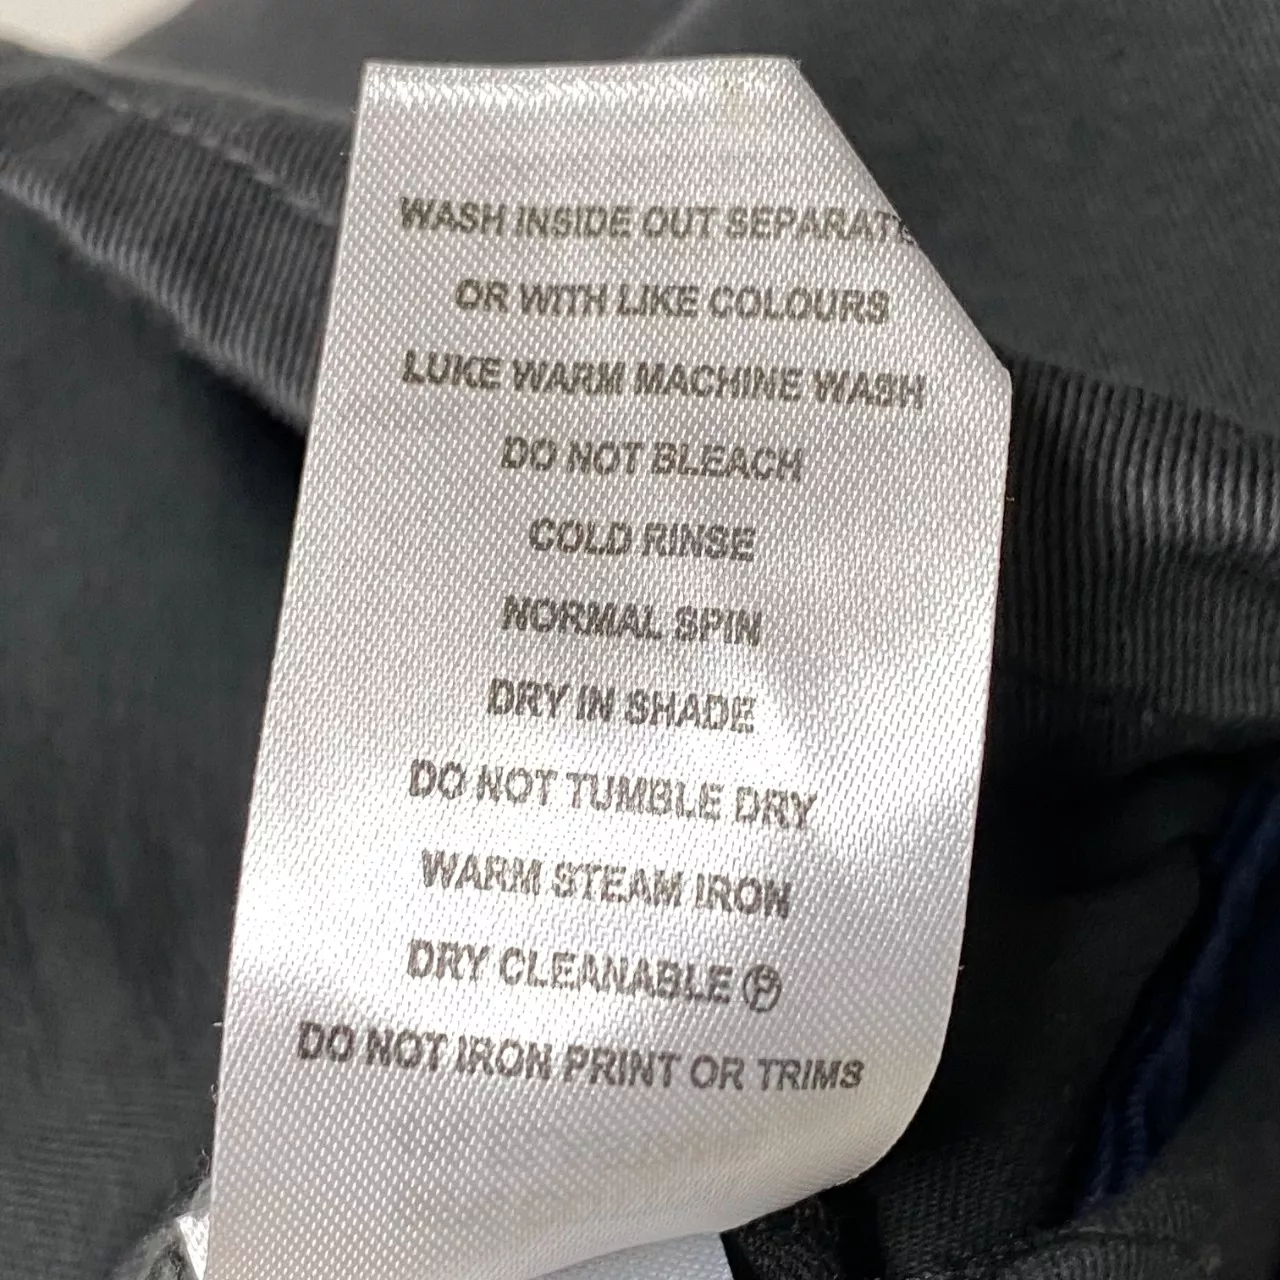 WASH INSIDE OUT SEPARATE
OR WITH LIKE COLOURS
LUKE WARM MACHINE WASH
DO NOT BLEACH
COLD RINSE
NORMAL SPIN
DRY IN SHADE
DO NOT TUMBLE DRY
WARM STEAM IRON
DRY CLEANABLE Ⓟ
DO NOT IRON PRINT OR TRIMS